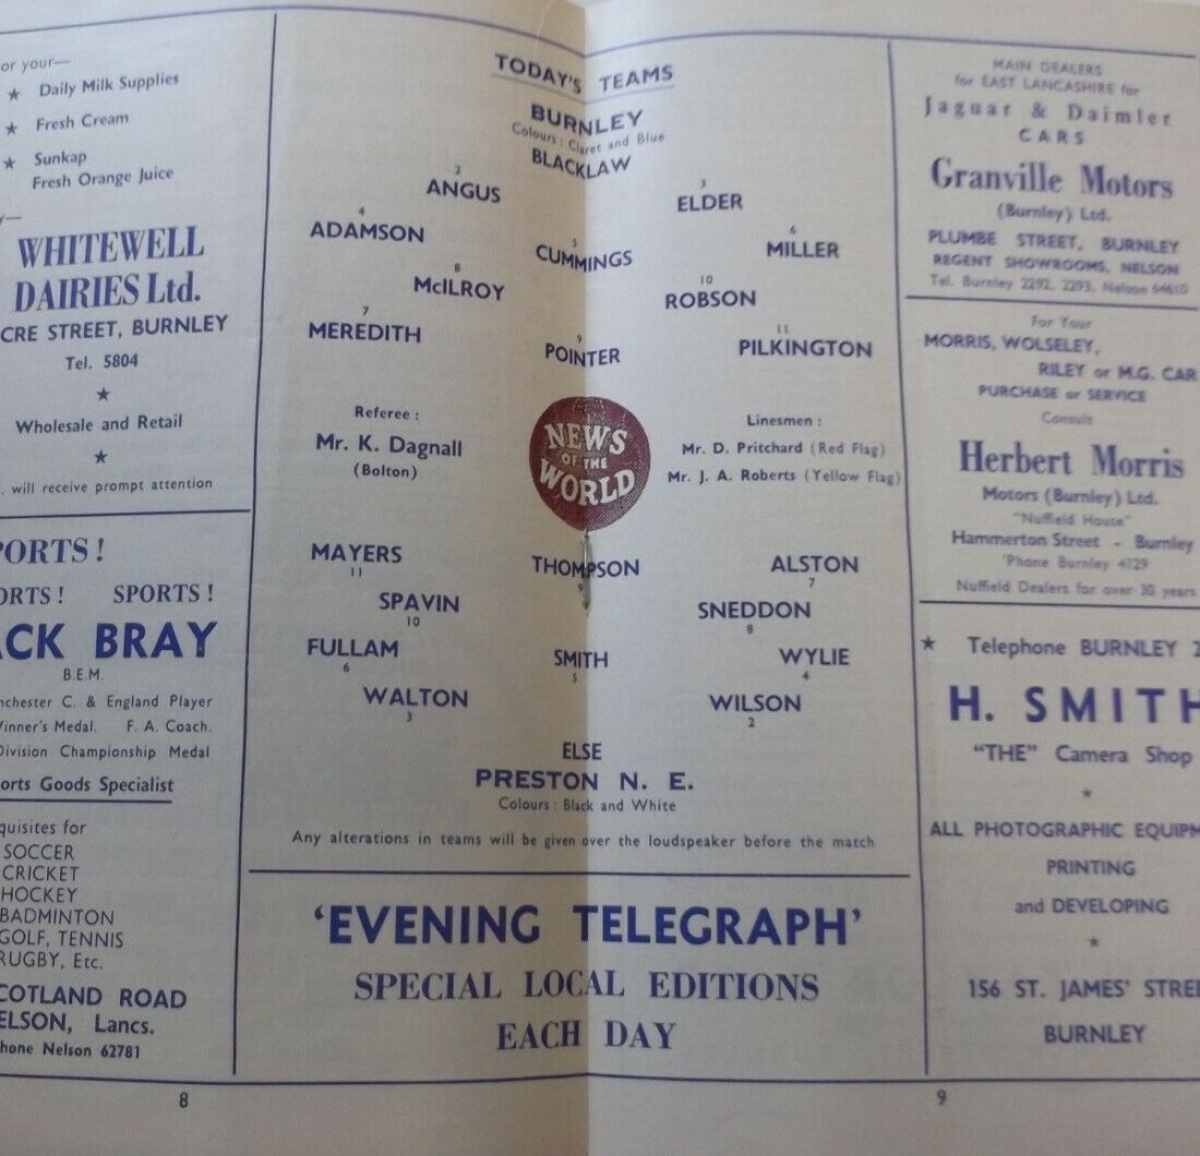 or your—
★ Daily Milk Supplies
★ Fresh Cream
★ Sunkap
Fresh Orange Juice
y—
WHITEWELL
DAIRIES Ltd.
CRE STREET, BURNLEY
Tel. 5804
★
Wholesale and Retail
★
will receive prompt attention
PORTS!
ORTS! SPORTS!
CK BRAY
B.E.M.
nchester C. & England Player
Winner's Medal. F. A. Coach.
Division Championship Medal
orts Goods Specialist
quisites for
SOCCER
CRICKET
HOCKEY
BADMINTON
GOLF, TENNIS
RUGBY, Etc.
COTLAND ROAD
ELSON, Lancs.
hone Nelson 62781
8
TODAY'S TEAMS
BURNLEY
Colours: Claret and Blue
BLACKLAW
2 3
ANGUS ELDER
4 5 6
ADAMSON CUMMINGS MILLER
8 10
McILROY ROBSON
7 9 11
MEREDITH POINTER PILKINGTON
Referee:
Mr. K. Dagnall
(Bolton)
NEWS
OF THE
WORLD
Linesmen:
Mr. D. Pritchard (Red Flag)
Mr. J. A. Roberts (Yellow Flag)
MAYERS THOMPSON ALSTON
11 9 7
SPAVIN SNEDDON
10 8
FULLAM SMITH WYLIE
6 5 4
WALTON WILSON
3 2
ELSE
PRESTON N. E.
Colours: Black and White
Any alterations in teams will be given over the loudspeaker before the match
'EVENING TELEGRAPH'
SPECIAL LOCAL EDITIONS
EACH DAY
MAIN DEALERS
for EAST LANCASHIRE for
Jaguar & Daimler
CARS
Granville Motors
(Burnley) Ltd.
PLUMBE STREET, BURNLEY
REGENT SHOWROOMS, NELSON
Tel. Burnley 2292, 2293, Nelson 64610
For Your
MORRIS, WOLSELEY,
RILEY or M.G. CAR
PURCHASE or SERVICE
Consult
Herbert Morris
Motors (Burnley) Ltd.
"Nuffield House"
Hammerton Street - Burnley
'Phone Burnley 4129
Nuffield Dealers for over 30 years
★ Telephone BURNLEY 2
H. SMITH
"THE" Camera Shop
★
ALL PHOTOGRAPHIC EQUIPM
PRINTING
and DEVELOPING
★
156 ST. JAMES' STREE
BURNLEY
9